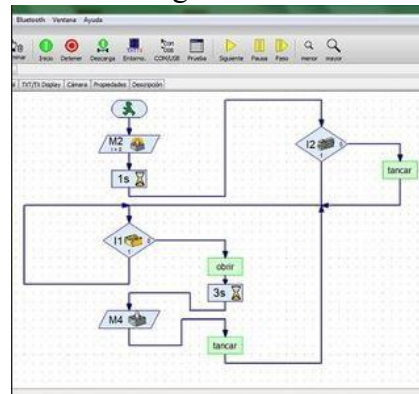 Bluetooth Ventana Ayuda
Inicio Detener Descarga Entorno. COM/USB Prueba Siguiente Pausa Paso menor mayor
TXT/TX Display Cámara Propiedades Descripción
M2
I2
1s
tancar
I1
obrir
3s
M4
tancar